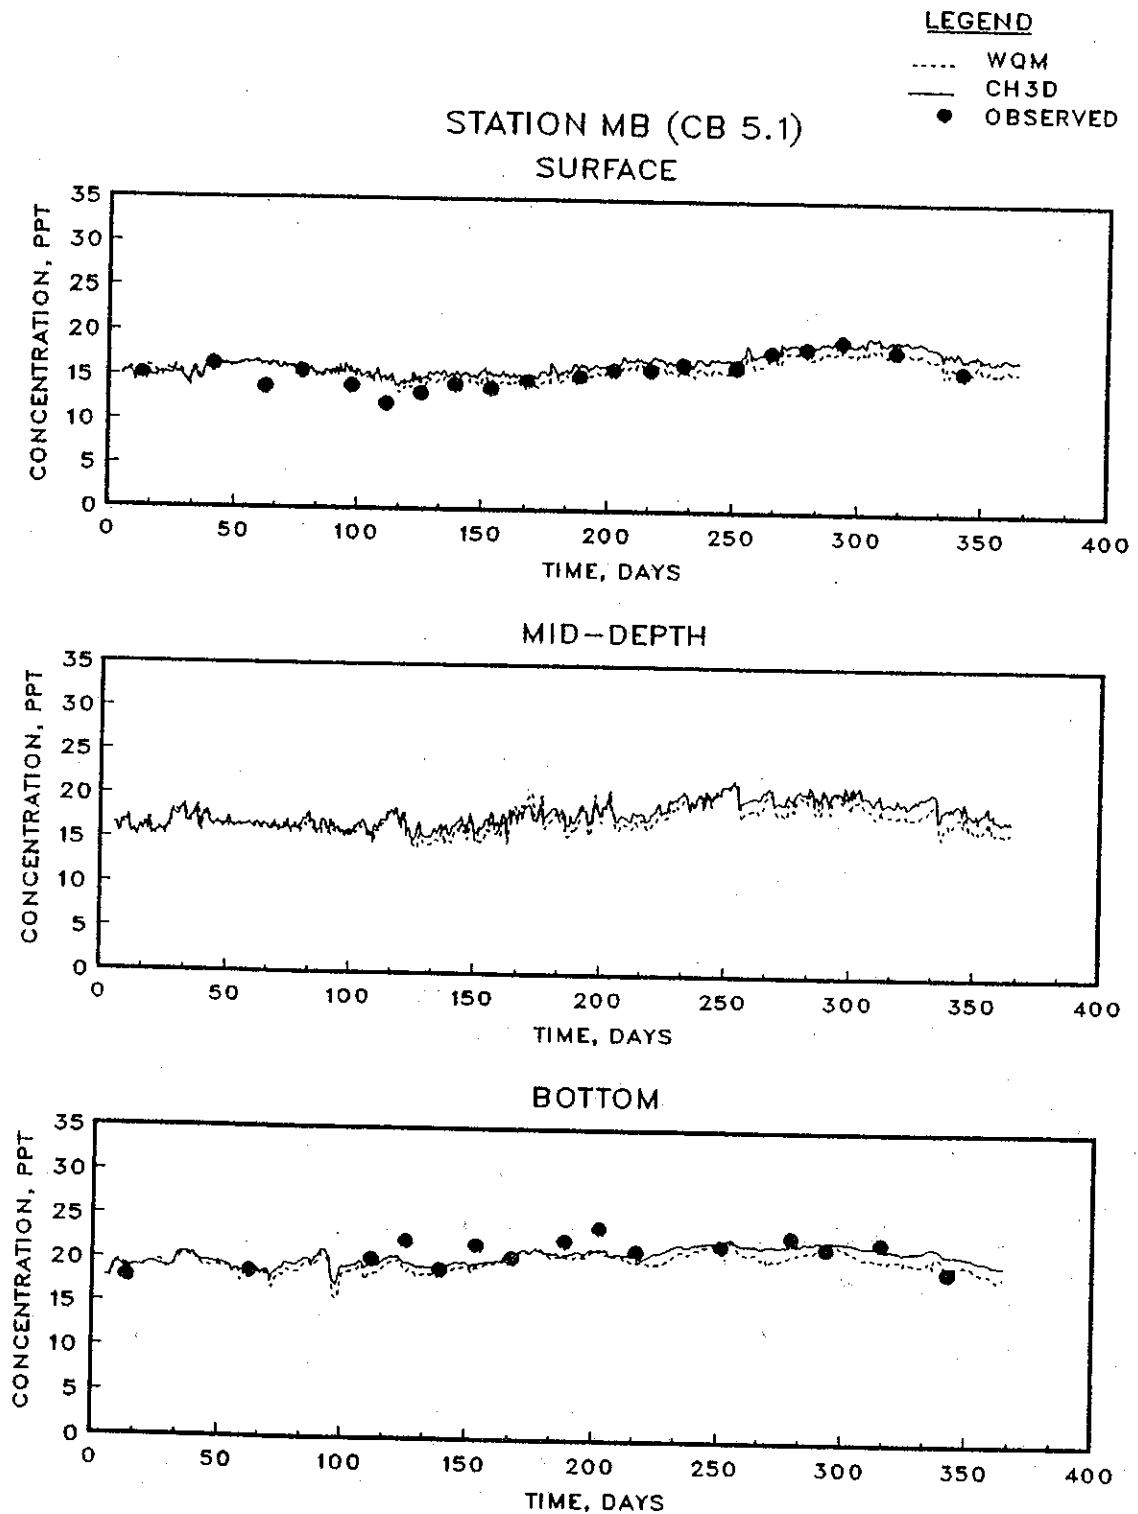 LEGEND
WQM
CH3D
OBSERVED
STATION MB (CB 5.1)
SURFACE
CONCENTRATION, PPT
35
30
25
20
15
10
5
0
0 50 100 150 200 250 300 350 400
TIME, DAYS
MID-DEPTH
CONCENTRATION, PPT
35
30
25
20
15
10
5
0
0 50 100 150 200 250 300 350 400
TIME, DAYS
BOTTOM
CONCENTRATION, PPT
35
30
25
20
15
10
5
0
0 50 100 150 200 250 300 350 400
TIME, DAYS